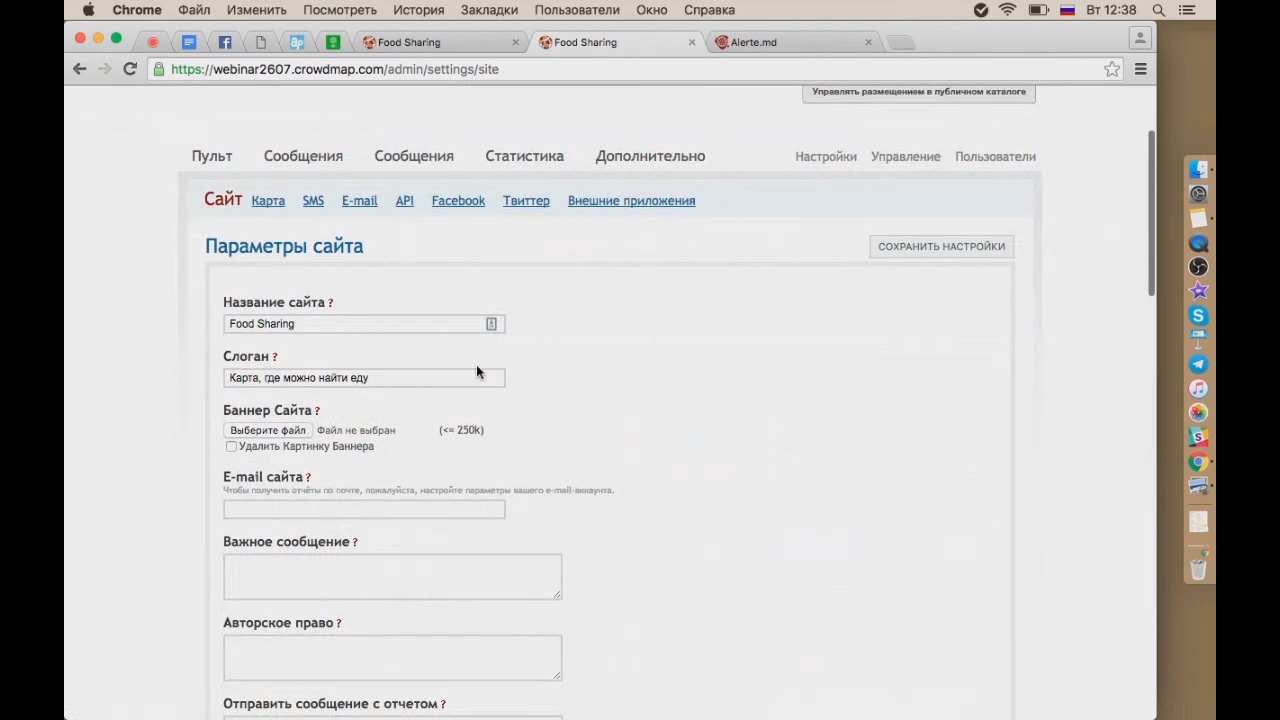 Chrome Файл Изменить Посмотреть История Закладки Пользователи Окно Справка Вт 12:38
Food Sharing Food Sharing Alerte.md
https://webinar2607.crowdmap.com/admin/settings/site
Управлять размещением в публичном каталоге
Пульт Сообщения Сообщения Статистика Дополнительно Настройки Управление Пользователи
Сайт Карта SMS E-mail API Facebook Твиттер Внешние приложения
Параметры сайта СОХРАНИТЬ НАСТРОЙКИ
Название сайта ?
Food Sharing
Слоган ?
Карта, где можно найти еду
Баннер Сайта ?
Выберите файл Файл не выбран (<= 250k)
Удалить Картинку Баннера
E-mail сайта ?
Чтобы получить отчёты по почте, пожалуйста, настройте параметры вашего e-mail-аккаунта.
Важное сообщение ?
Авторское право ?
Отправить сообщение с отчетом ?